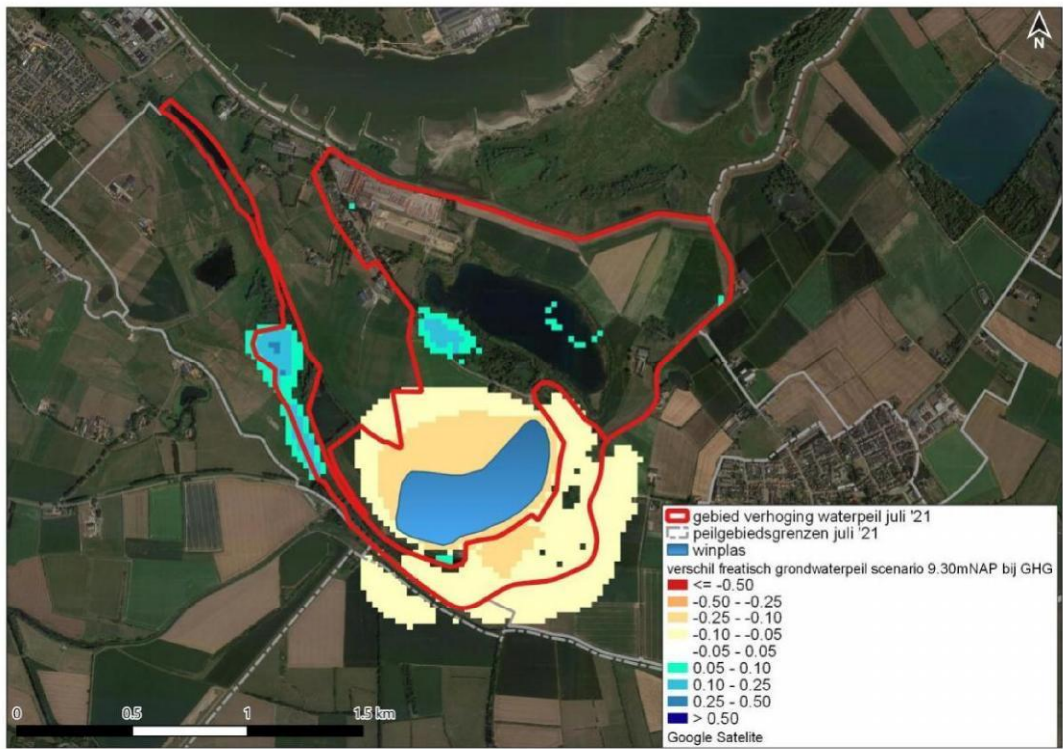 N
gebied verhoging waterpeil juli '21
peilgebiedsgrenzen juli '21
winplas
verschil freatisch grondwaterpeil scenario 9.30mNAP bij GHG
<= -0.50
-0.50 - -0.25
-0.25 - -0.10
-0.10 - -0.05
-0.05 - 0.05
0.05 - 0.10
0.10 - 0.25
0.25 - 0.50
> 0.50
Google Satelite
0 0.5 1 1.5 km